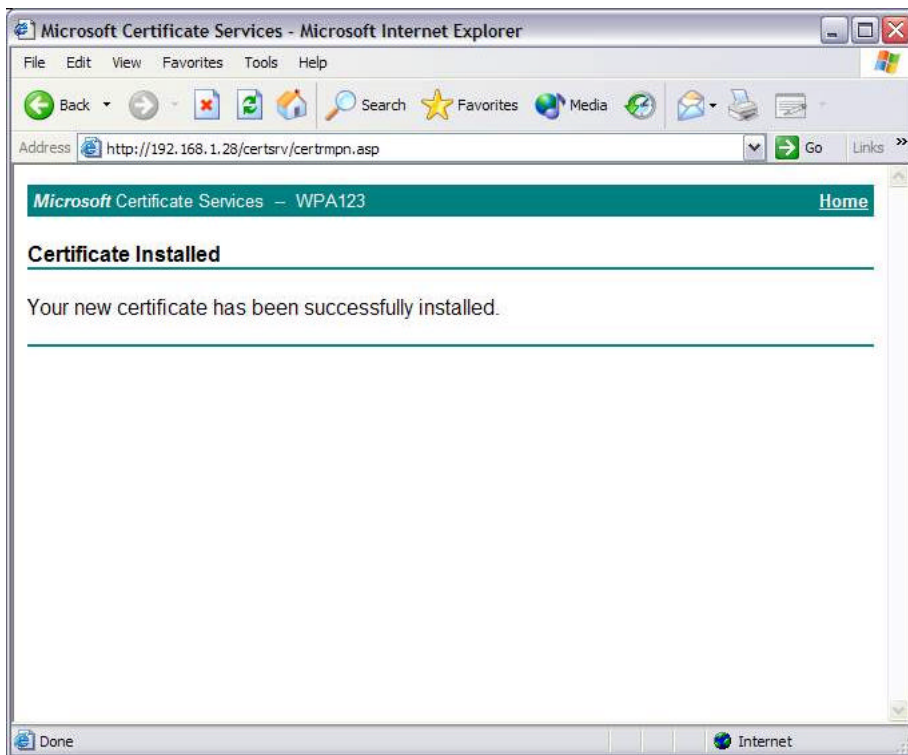 Microsoft Certificate Services - Microsoft Internet Explorer
File Edit View Favorites Tools Help
Back Search Favorites Media
Address http://192.168.1.28/certsrv/certrmpn.asp Go Links »
Microsoft Certificate Services -- WPA123 Home
Certificate Installed
Your new certificate has been successfully installed.
Done Internet